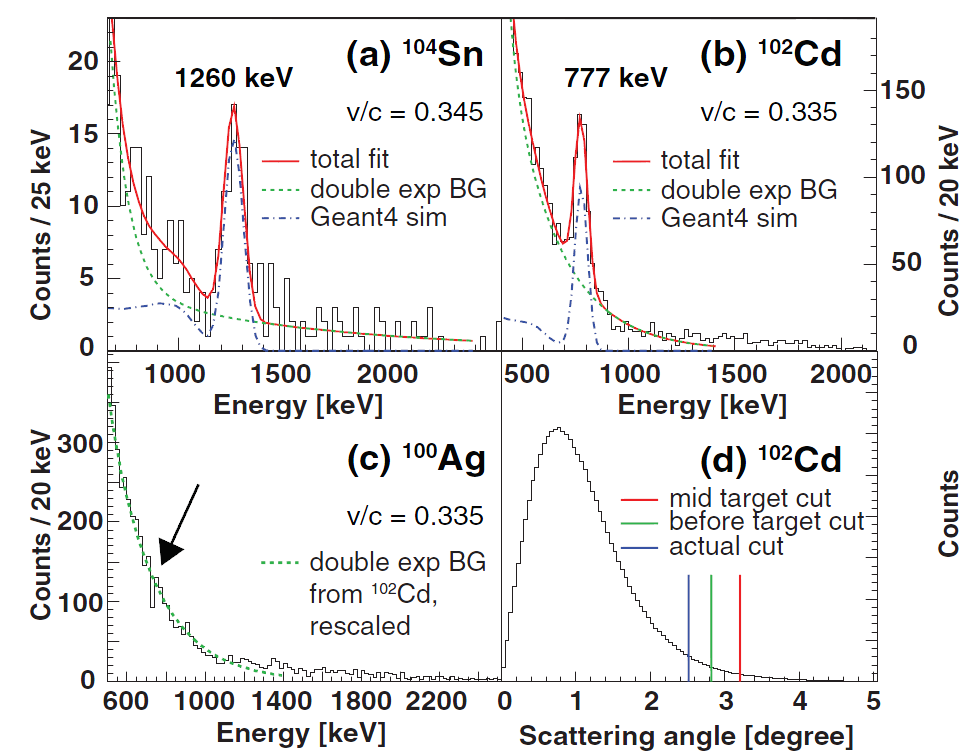 (a) ¹⁰⁴Sn
1260 keV
v/c = 0.345
total fit
double exp BG
Geant4 sim
20
15
10
5
0
Counts / 25 keV
1000 1500 2000
Energy [keV]
(b) ¹⁰²Cd
777 keV
v/c = 0.335
total fit
double exp BG
Geant4 sim
150
100
50
0
Counts / 20 keV
500 1000 1500 2000
Energy [keV]
(c) ¹⁰⁰Ag
v/c = 0.335
double exp BG
from ¹⁰²Cd,
rescaled
300
200
100
0
Counts / 20 keV
600 1000 1400 1800 2200
Energy [keV]
(d) ¹⁰²Cd
mid target cut
before target cut
actual cut
Counts
0 1 2 3 4 5
Scattering angle [degree]